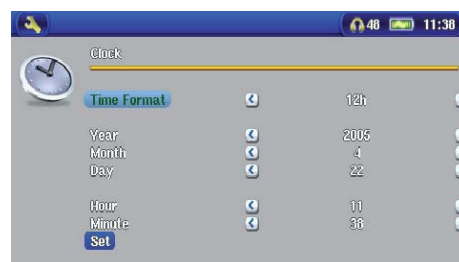 48 11:38
Clock
Time Format 12h
Year 2005
Month 4
Day 22
Hour 11
Minute 38
Set